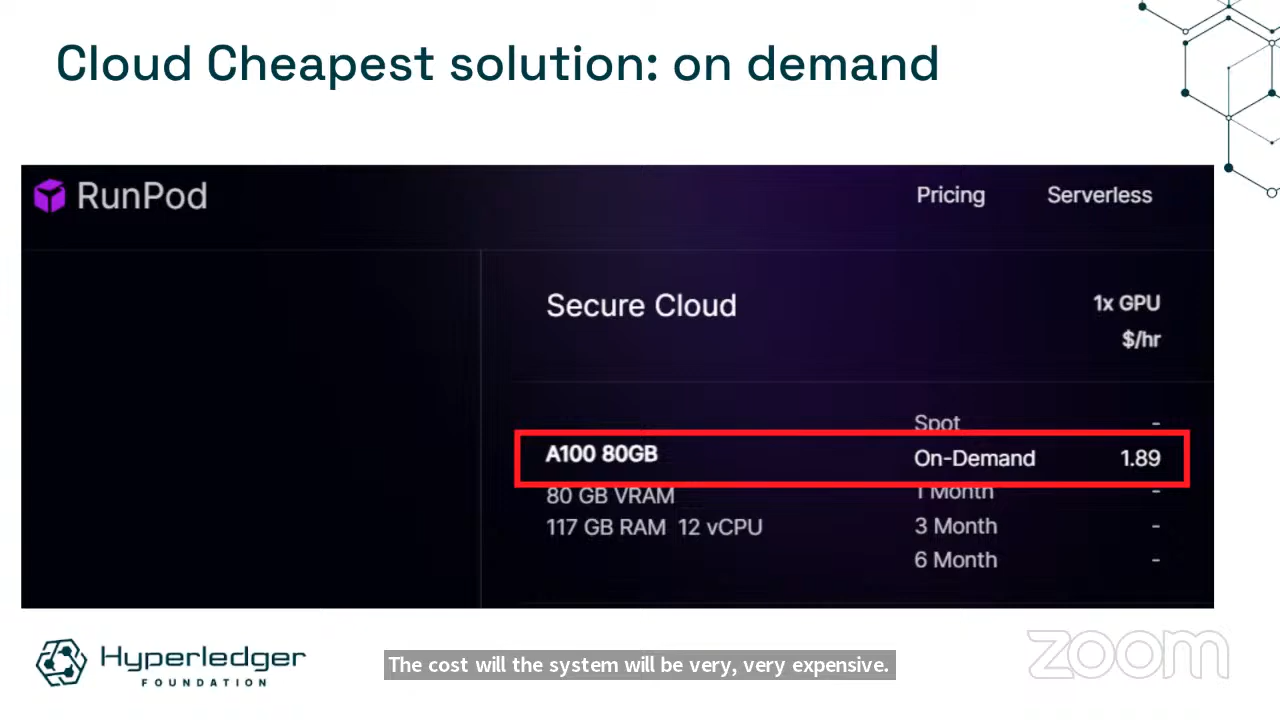 Cloud Cheapest solution: on demand
RunPod
Pricing
Serverless
Secure Cloud
1x GPU
$/hr
Spot
-
A100 80GB
On-Demand
1.89
80 GB VRAM
1 Month
-
117 GB RAM 12 vCPU
3 Month
-
6 Month
-
Hyperledger
FOUNDATION
The cost will the system will be very, very expensive.
zoom